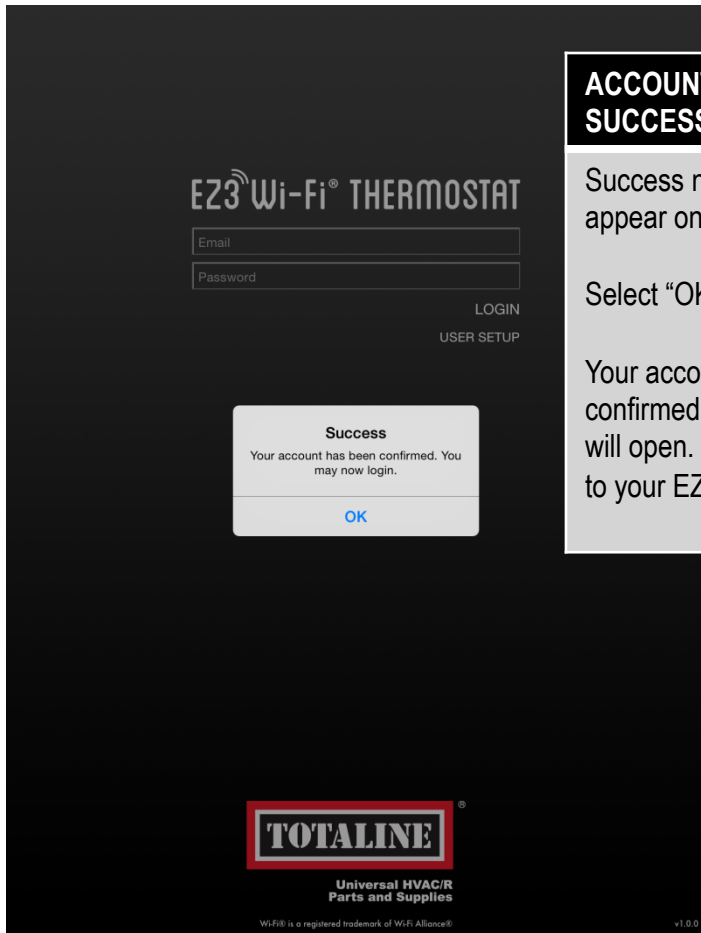 EZ3 Wi-Fi® THERMOSTAT
Email
Password
LOGIN
USER SETUP
Success
Your account has been confirmed. You
may now login.
OK
ACCOUNT
SUCCESS
Success
appear on
Select “OK
Your
confirmed
will open.
to your EZ
TOTALINE®
Universal HVAC/R
Parts and Supplies
Wi-Fi® is a registered trademark of Wi-Fi Alliance®
v1.0.0